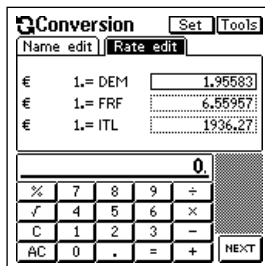 Conversion Set Tools
Name edit Rate edit
€ 1.= DEM 1.95583
€ 1.= FRF 6.55957
€ 1.= ITL 1936.27
0.
% 7 8 9 ÷
√ 4 5 6 ×
C 1 2 3 −
AC 0 . = + NEXT